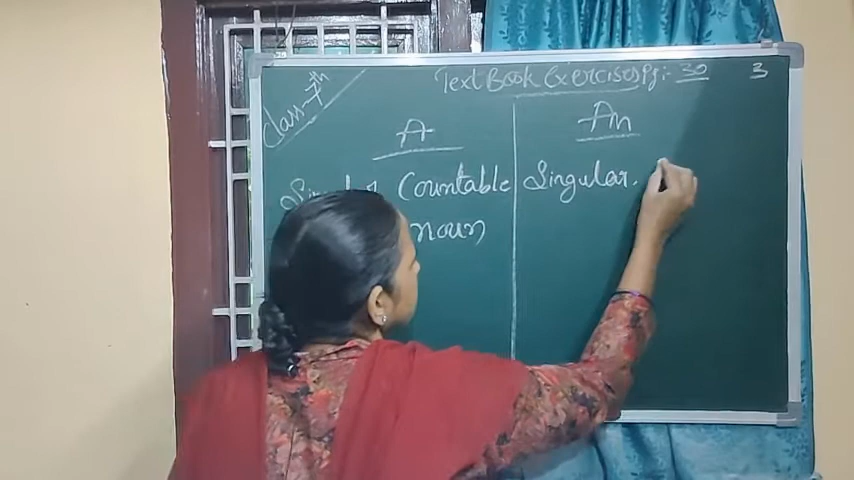 Text Book Exercises Pg:- 30 3
Class-7th
A An
Countable Singular.
noun